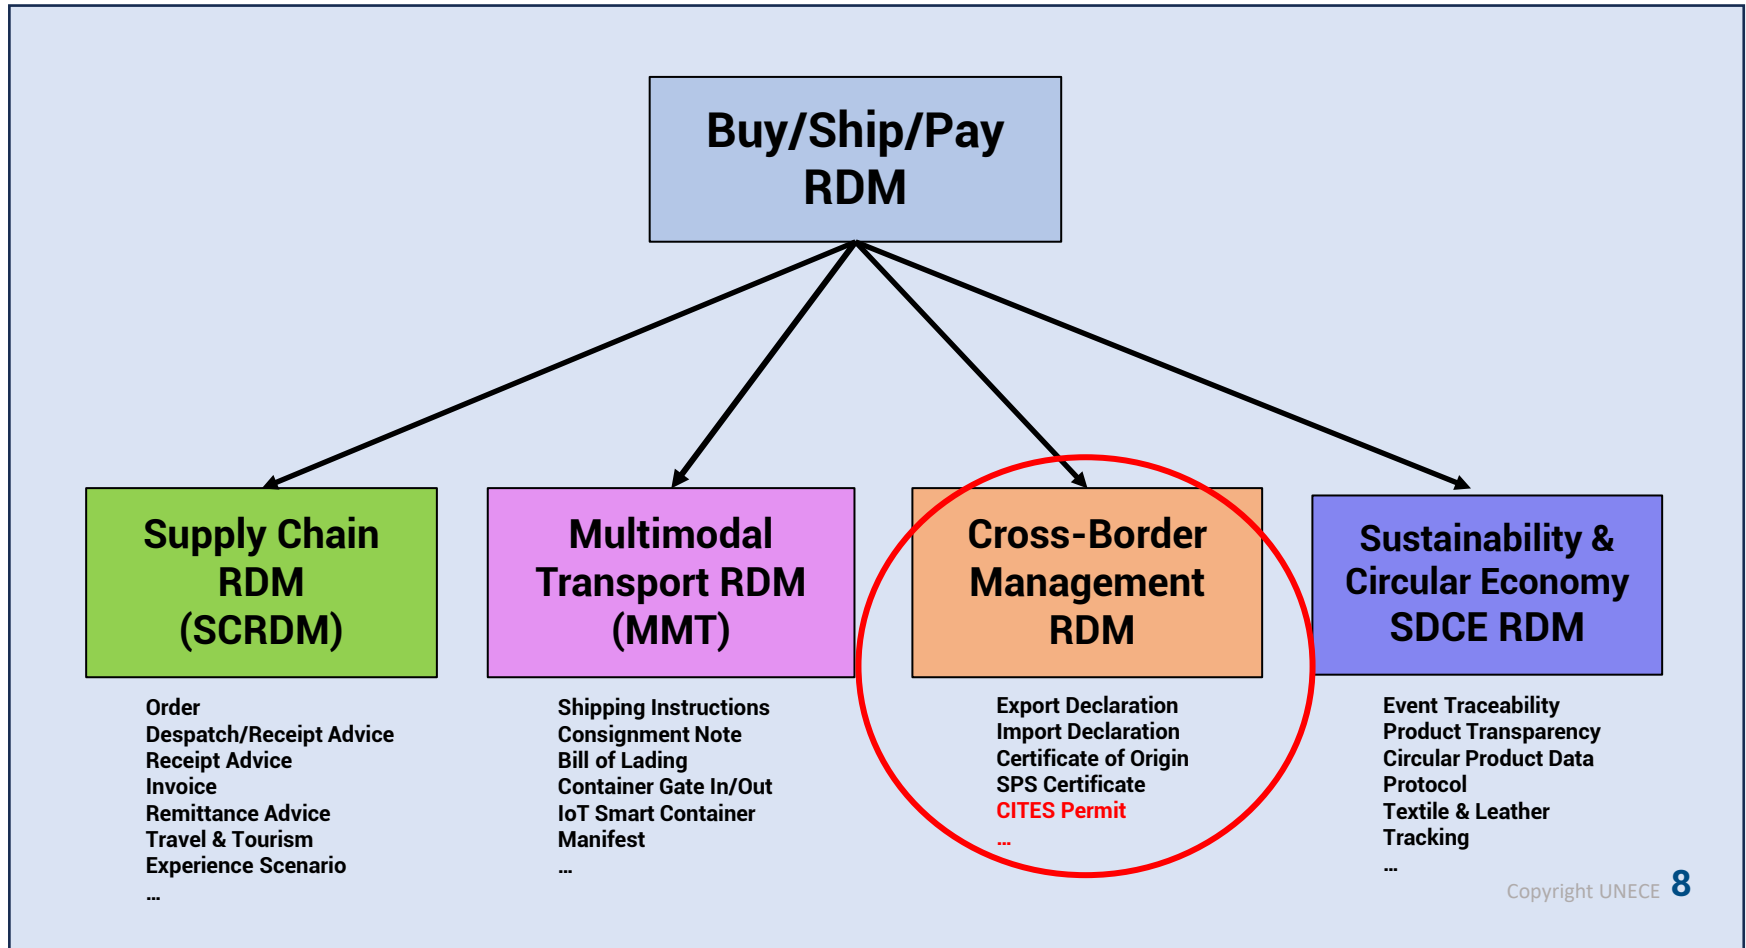 Buy/Ship/Pay
RDM
Supply Chain
RDM
(SCRDM)
Multimodal
Transport RDM
(MMT)
Cross-Border
Management
RDM
Sustainability &
Circular Economy
SDCE RDM
Order
Despatch/Receipt Advice
Receipt Advice
Invoice
Remittance Advice
Travel & Tourism
Experience Scenario
…
Shipping Instructions
Consignment Note
Bill of Lading
Container Gate In/Out
IoT Smart Container
Manifest
…
Export Declaration
Import Declaration
Certificate of Origin
SPS Certificate
CITES Permit
…
Event Traceability
Product Transparency
Circular Product Data
Protocol
Textile & Leather
Tracking
…
Copyright UNECE 8